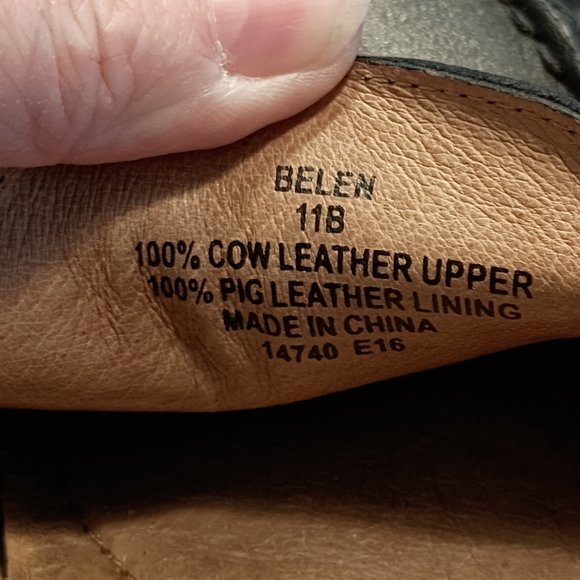 BELEN
11B
100% COW LEATHER UPPER
100% PIG LEATHER LINING
MADE IN CHINA
14740 E16